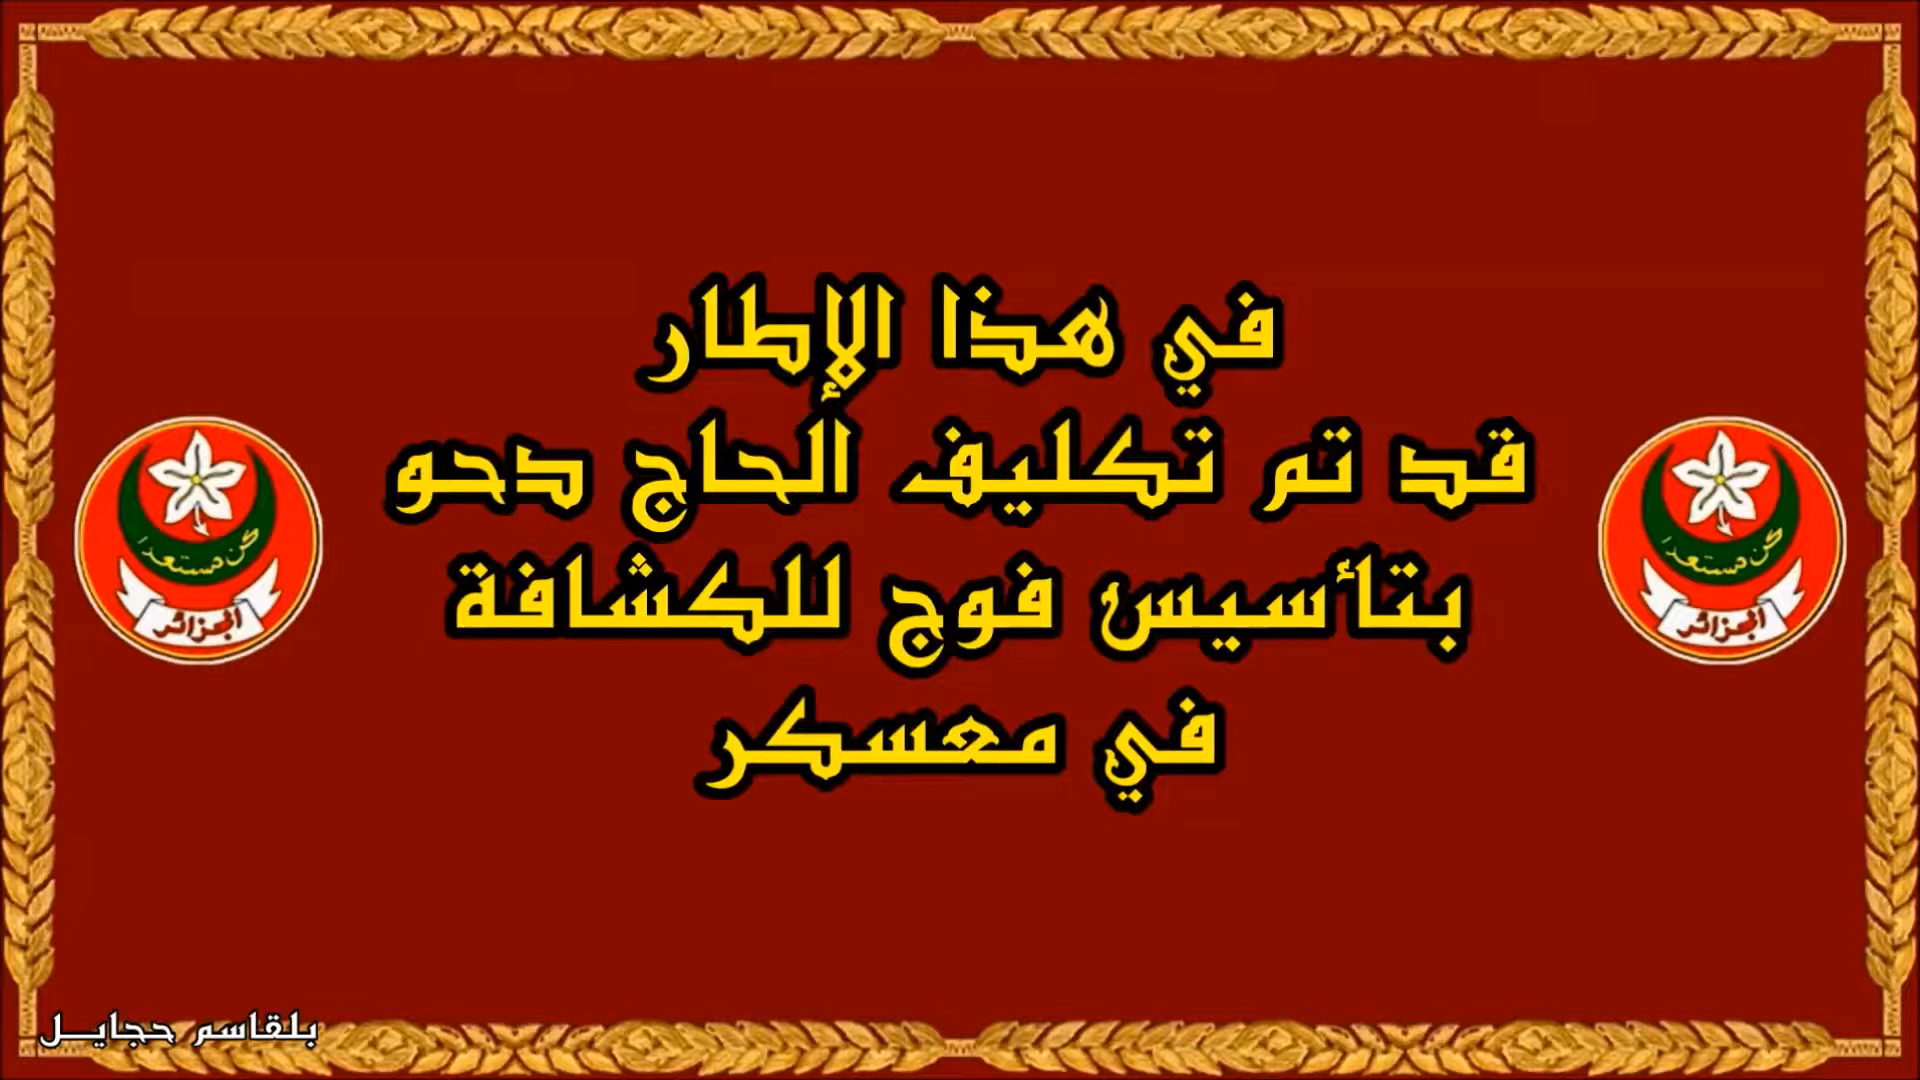 في هذا الإطار
قد تم تكليف الحاج دحو
بتأسيس فوج للكشافة
في معسكر
كن مستعدا
الجزائر
كن مستعدا
الجزائر
بلقاسم حجايـل